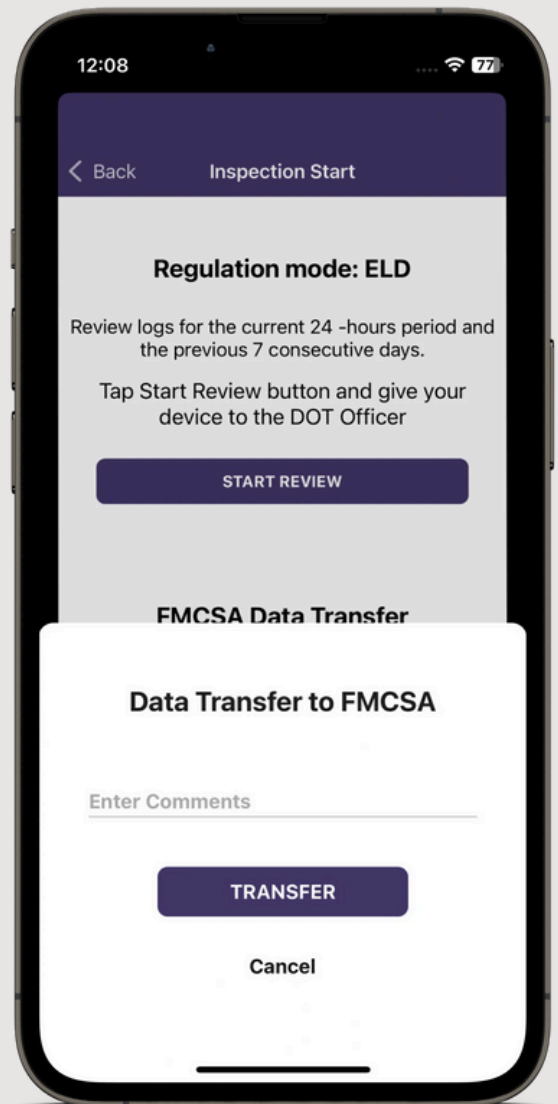 12:08
77
Back
Inspection Start
Regulation mode: ELD
Review logs for the current 24 -hours period and
the previous 7 consecutive days.
Tap Start Review button and give your
device to the DOT Officer
START REVIEW
FMCSA Data Transfer
Data Transfer to FMCSA
Enter Comments
TRANSFER
Cancel